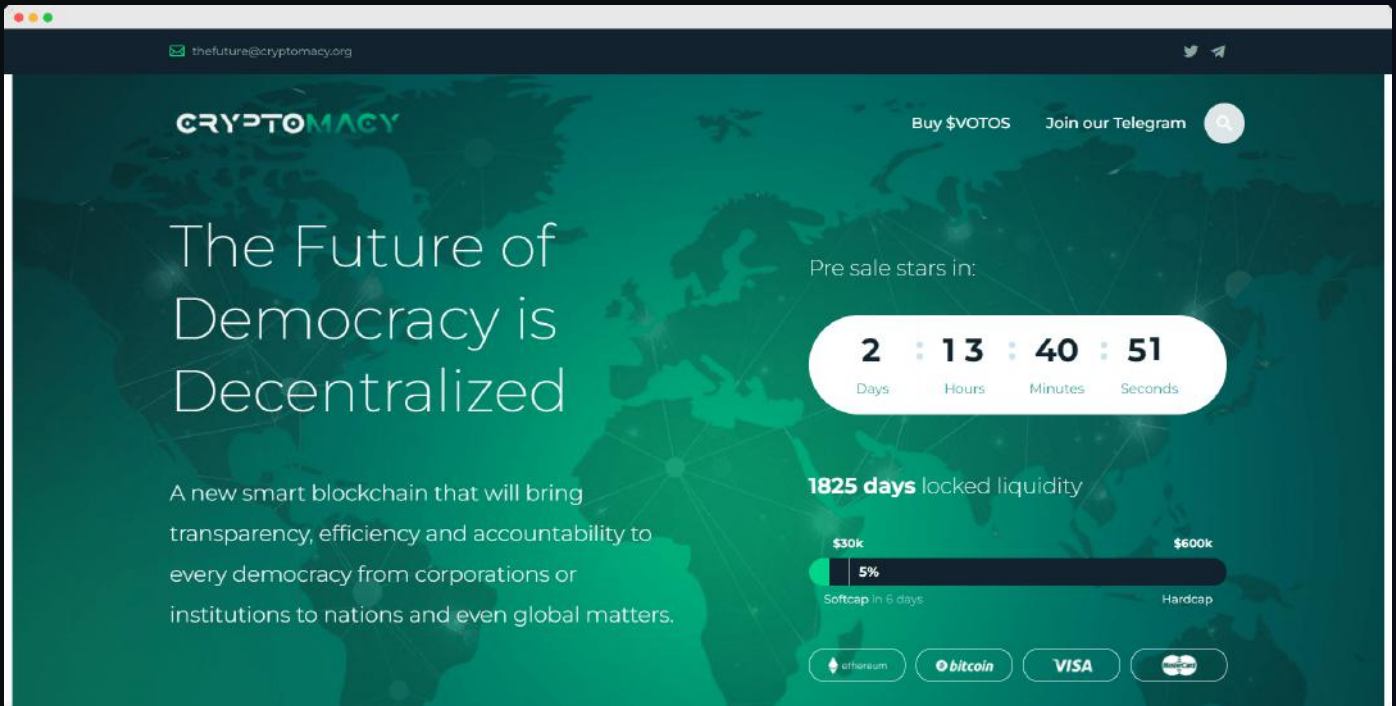 thefuture@cryptomacy.org
CRYPTOMACY
Buy $VOTOS Join our Telegram
The Future of
Democracy is
Decentralized
A new smart blockchain that will bring
transparency, efficiency and accountability to
every democracy from corporations or
institutions to nations and even global matters.
Pre sale stars in:
2 : 13 : 40 : 51
Days Hours Minutes Seconds
1825 days locked liquidity
$30k $600k
5%
Softcap in 6 days Hardcap
ethereum bitcoin VISA MasterCard